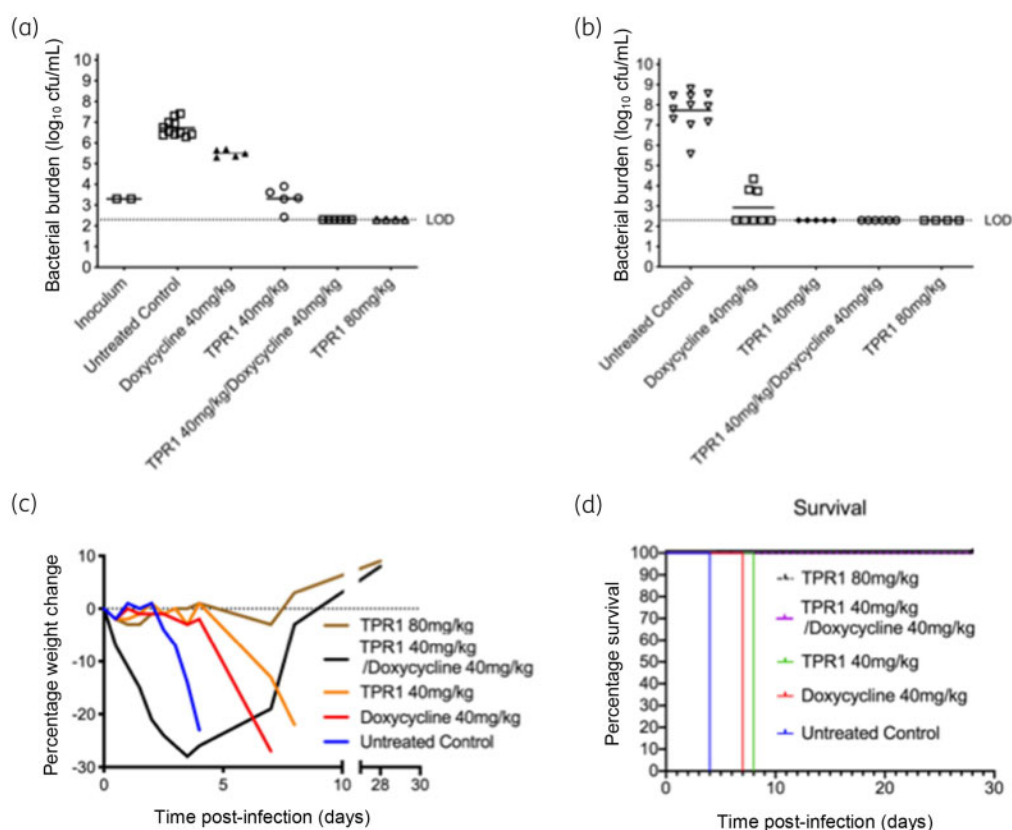 (a)
Bacterial burden (log10 cfu/mL)
10
9
8
7
6
5
4
3
2
1
0
LOD
Inoculum
Untreated Control
Doxycycline 40mg/kg
TPR1 40mg/kg
TPR1 40mg/kg/Doxycycline 40mg/kg
TPR1 80mg/kg
(b)
Bacterial burden (log10 cfu/mL)
10
9
8
7
6
5
4
3
2
1
0
LOD
Untreated Control
Doxycycline 40mg/kg
TPR1 40mg/kg
TPR1 40mg/kg/Doxycycline 40mg/kg
TPR1 80mg/kg
(c)
Percentage weight change
10
0
-10
-20
-30
TPR1 80mg/kg
TPR1 40mg/kg
/Doxycycline 40mg/kg
TPR1 40mg/kg
Doxycycline 40mg/kg
Untreated Control
0 5 10 28 30
Time post-infection (days)
(d)
Survival
Percentage survival
100
90
80
70
60
50
40
30
20
10
0
TPR1 80mg/kg
TPR1 40mg/kg
/Doxycycline 40mg/kg
TPR1 40mg/kg
Doxycycline 40mg/kg
Untreated Control
0 10 20 30
Time post-infection (days)